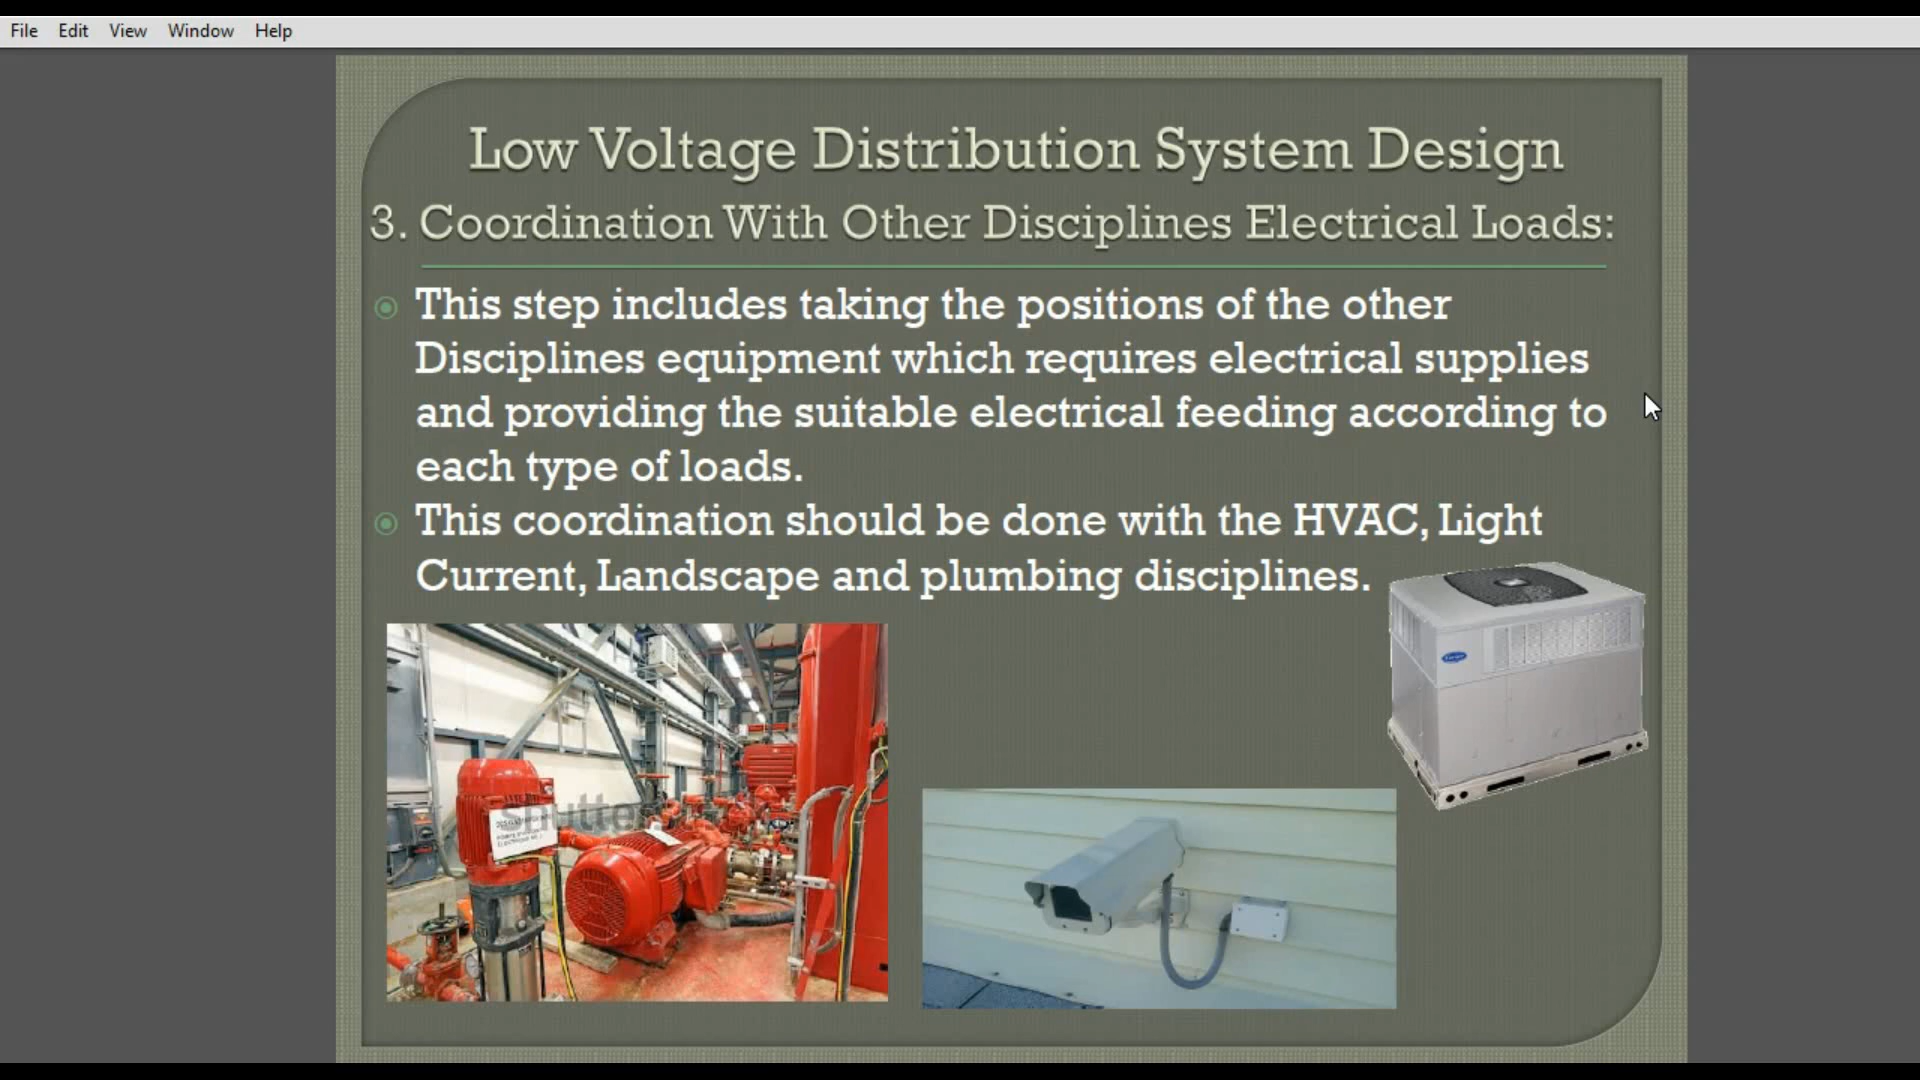 File Edit View Window Help
Low Voltage Distribution System Design
3. Coordination With Other Disciplines Electrical Loads:
This step includes taking the positions of the other
Disciplines equipment which requires electrical supplies
and providing the suitable electrical feeding according to
each type of loads.
This coordination should be done with the HVAC, Light
Current, Landscape and plumbing disciplines.